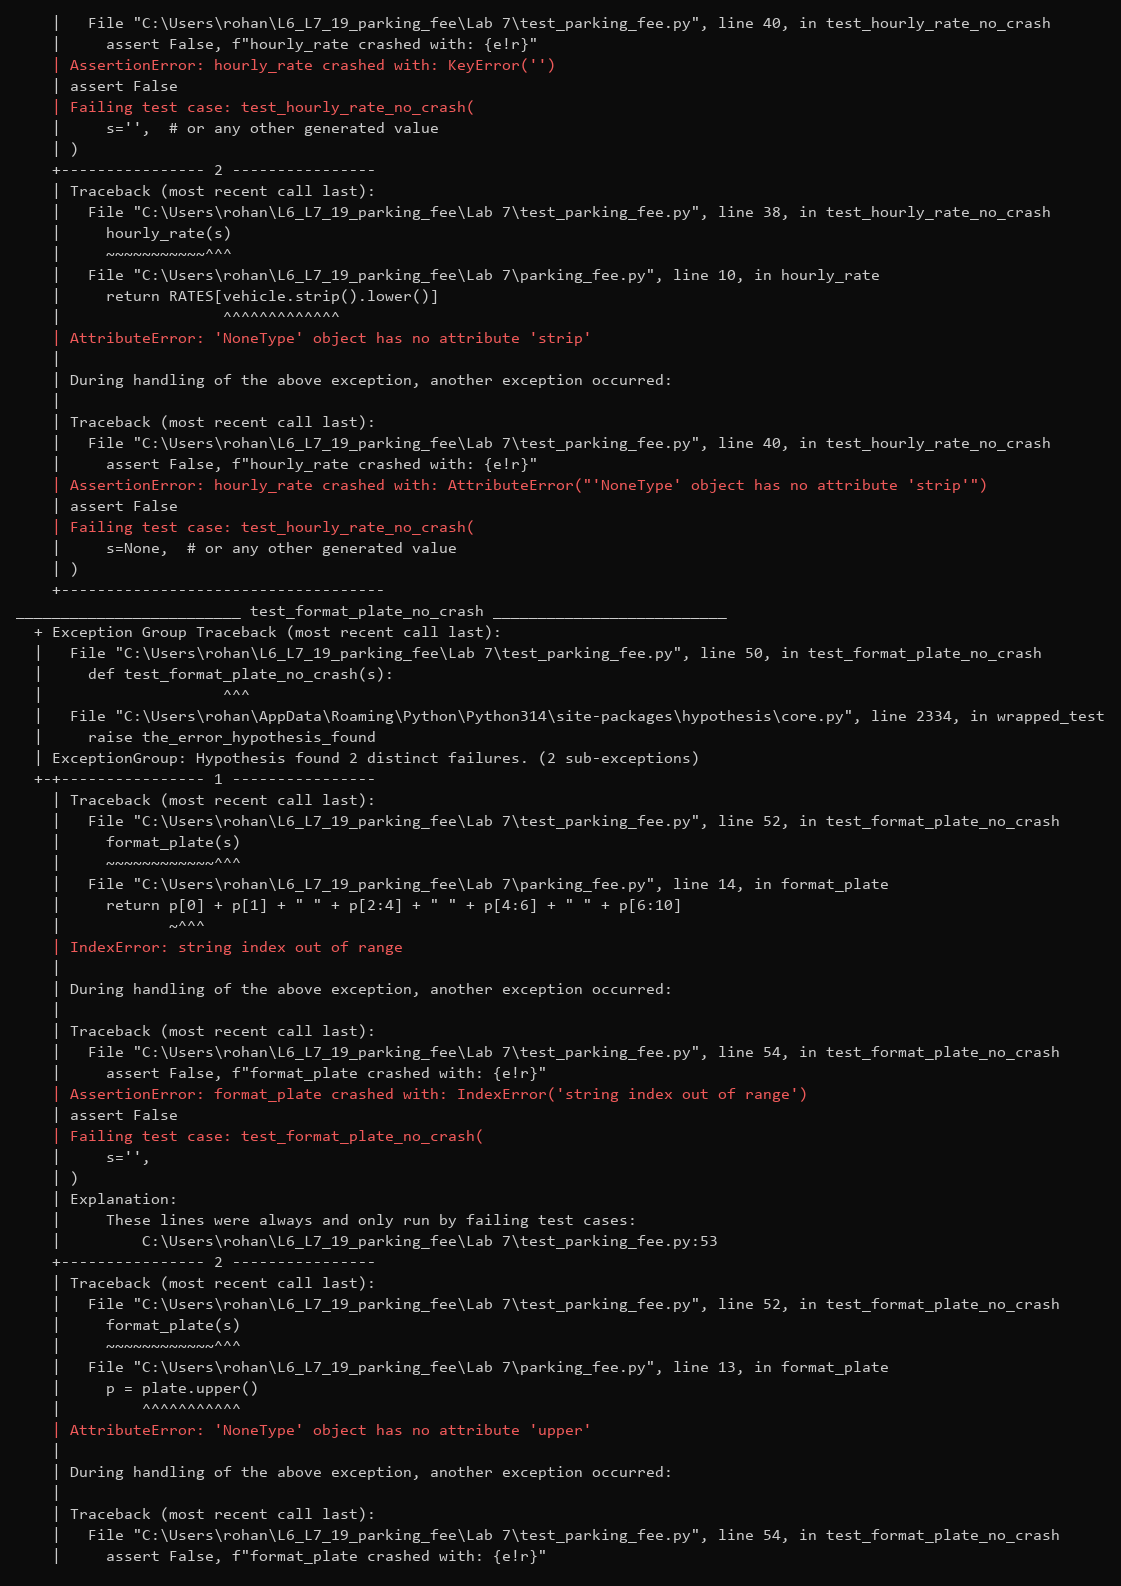 |   File "C:\Users\rohan\L6_L7_19_parking_fee\Lab 7\test_parking_fee.py", line 40, in test_hourly_rate_no_crash
|     assert False, f"hourly_rate crashed with: {e!r}"
| AssertionError: hourly_rate crashed with: KeyError('')
| assert False
| Failing test case: test_hourly_rate_no_crash(
|     s='',  # or any other generated value
| )
+---------------- 2 ----------------
| Traceback (most recent call last):
|   File "C:\Users\rohan\L6_L7_19_parking_fee\Lab 7\test_parking_fee.py", line 38, in test_hourly_rate_no_crash
|     hourly_rate(s)
|     ~~~~~~~~~~~^^^
|   File "C:\Users\rohan\L6_L7_19_parking_fee\Lab 7\parking_fee.py", line 10, in hourly_rate
|     return RATES[vehicle.strip().lower()]
|                  ^^^^^^^^^^^^^
| AttributeError: 'NoneType' object has no attribute 'strip'
|
| During handling of the above exception, another exception occurred:
|
| Traceback (most recent call last):
|   File "C:\Users\rohan\L6_L7_19_parking_fee\Lab 7\test_parking_fee.py", line 40, in test_hourly_rate_no_crash
|     assert False, f"hourly_rate crashed with: {e!r}"
| AssertionError: hourly_rate crashed with: AttributeError("'NoneType' object has no attribute 'strip'")
| assert False
| Failing test case: test_hourly_rate_no_crash(
|     s=None,  # or any other generated value
| )
+------------------------------------
_________________________ test_format_plate_no_crash __________________________
+ Exception Group Traceback (most recent call last):
|   File "C:\Users\rohan\L6_L7_19_parking_fee\Lab 7\test_parking_fee.py", line 50, in test_format_plate_no_crash
|     def test_format_plate_no_crash(s):
|                    ^^^
|   File "C:\Users\rohan\AppData\Roaming\Python\Python314\site-packages\hypothesis\core.py", line 2334, in wrapped_test
|     raise the_error_hypothesis_found
| ExceptionGroup: Hypothesis found 2 distinct failures. (2 sub-exceptions)
+-+---------------- 1 ----------------
| Traceback (most recent call last):
|   File "C:\Users\rohan\L6_L7_19_parking_fee\Lab 7\test_parking_fee.py", line 52, in test_format_plate_no_crash
|     format_plate(s)
|     ~~~~~~~~~~~~^^^
|   File "C:\Users\rohan\L6_L7_19_parking_fee\Lab 7\parking_fee.py", line 14, in format_plate
|     return p[0] + p[1] + " " + p[2:4] + " " + p[4:6] + " " + p[6:10]
|            ~^^^
| IndexError: string index out of range
|
| During handling of the above exception, another exception occurred:
|
| Traceback (most recent call last):
|   File "C:\Users\rohan\L6_L7_19_parking_fee\Lab 7\test_parking_fee.py", line 54, in test_format_plate_no_crash
|     assert False, f"format_plate crashed with: {e!r}"
| AssertionError: format_plate crashed with: IndexError('string index out of range')
| assert False
| Failing test case: test_format_plate_no_crash(
|     s='',
| )
| Explanation:
|     These lines were always and only run by failing test cases:
|         C:\Users\rohan\L6_L7_19_parking_fee\Lab 7\test_parking_fee.py:53
+---------------- 2 ----------------
| Traceback (most recent call last):
|   File "C:\Users\rohan\L6_L7_19_parking_fee\Lab 7\test_parking_fee.py", line 52, in test_format_plate_no_crash
|     format_plate(s)
|     ~~~~~~~~~~~~^^^
|   File "C:\Users\rohan\L6_L7_19_parking_fee\Lab 7\parking_fee.py", line 13, in format_plate
|     p = plate.upper()
|         ^^^^^^^^^^^
| AttributeError: 'NoneType' object has no attribute 'upper'
|
| During handling of the above exception, another exception occurred:
|
| Traceback (most recent call last):
|   File "C:\Users\rohan\L6_L7_19_parking_fee\Lab 7\test_parking_fee.py", line 54, in test_format_plate_no_crash
|     assert False, f"format_plate crashed with: {e!r}"